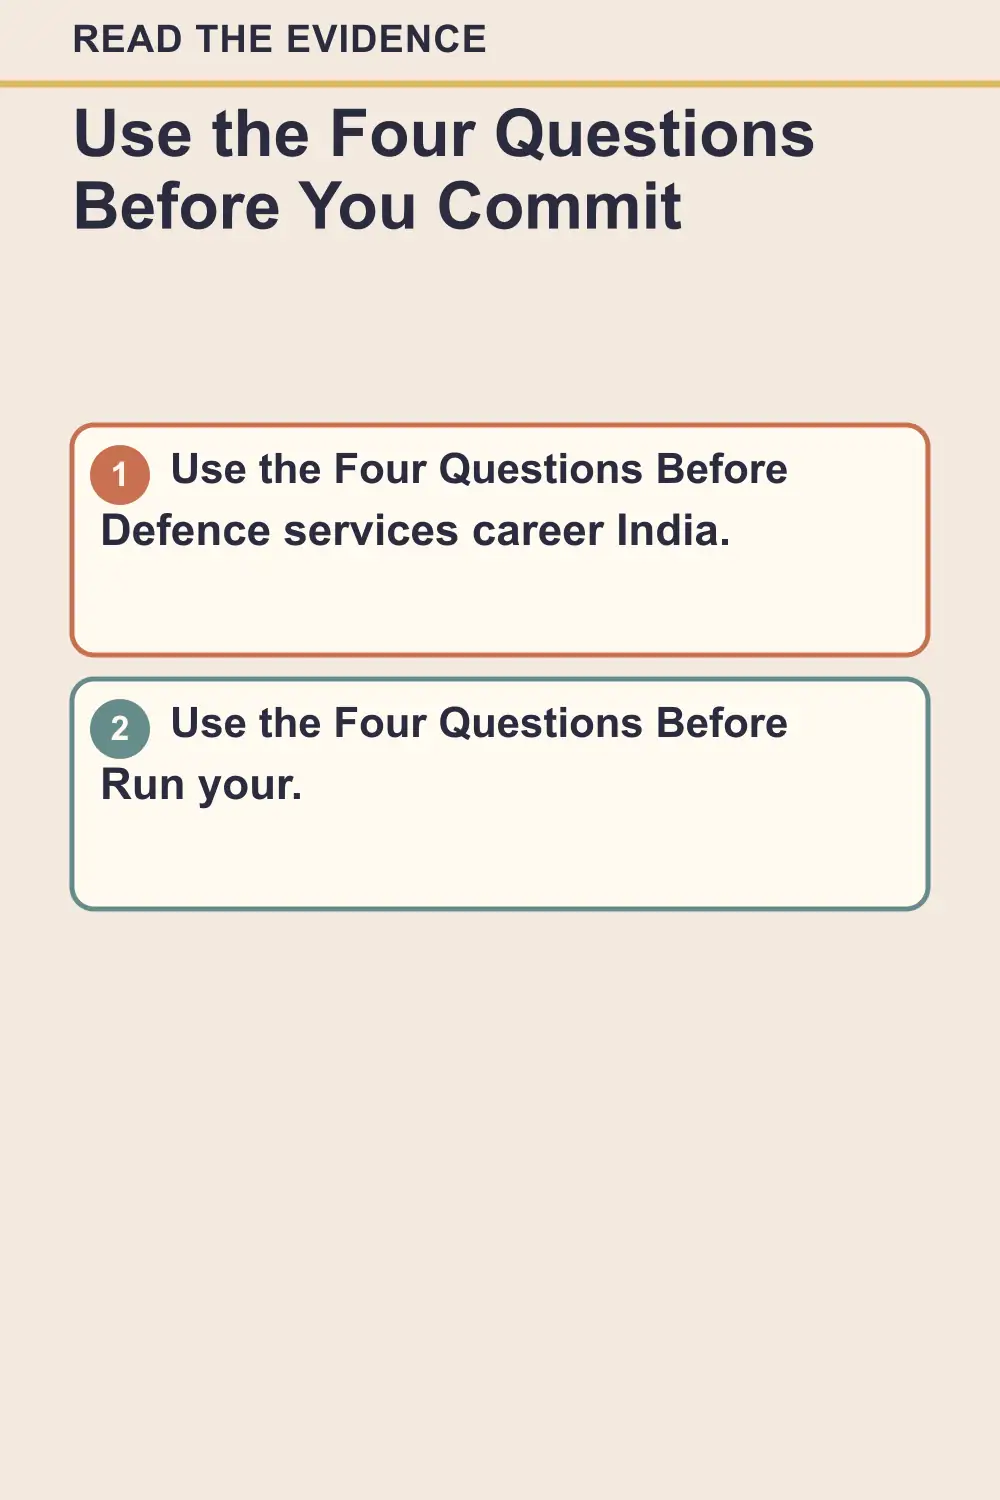 READ THE EVIDENCE
Use the Four Questions
Before You Commit
1 Use the Four Questions Before
Defence services career India.
2 Use the Four Questions Before
Run your.